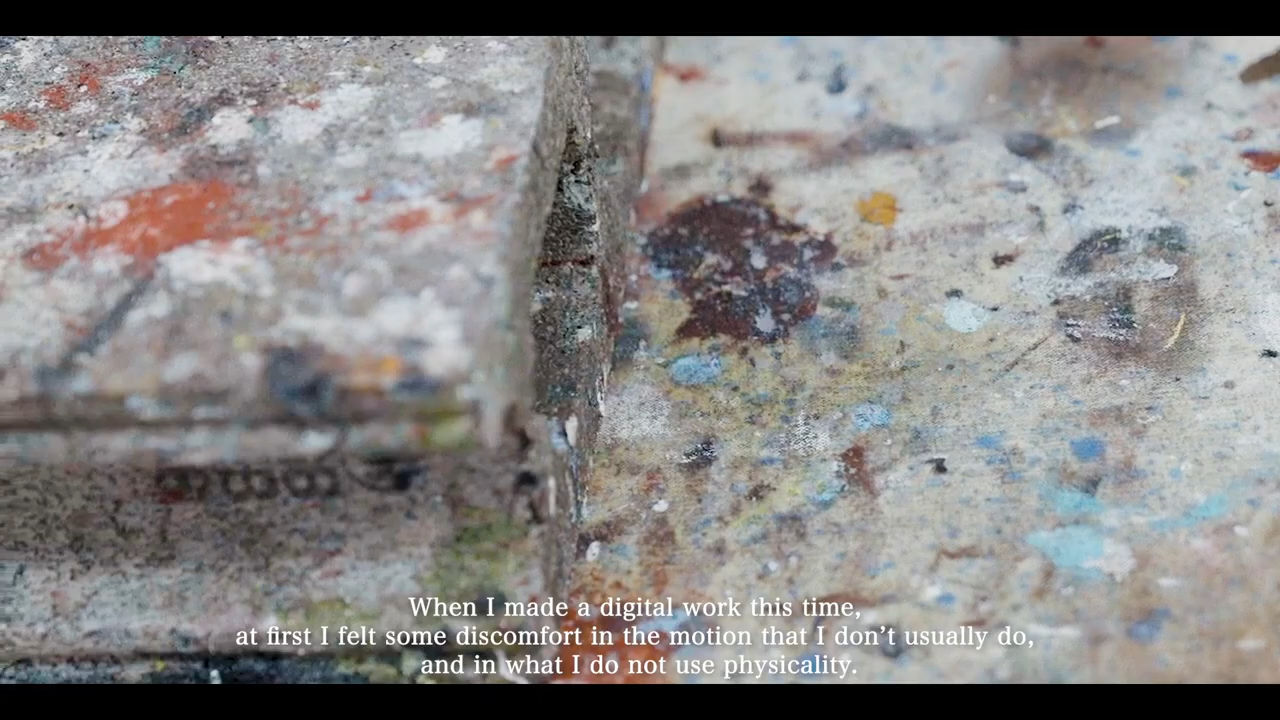 When I made a digital work this time,
at first I felt some discomfort in the motion that I don’t usually do,
and in what I do not use physicality.